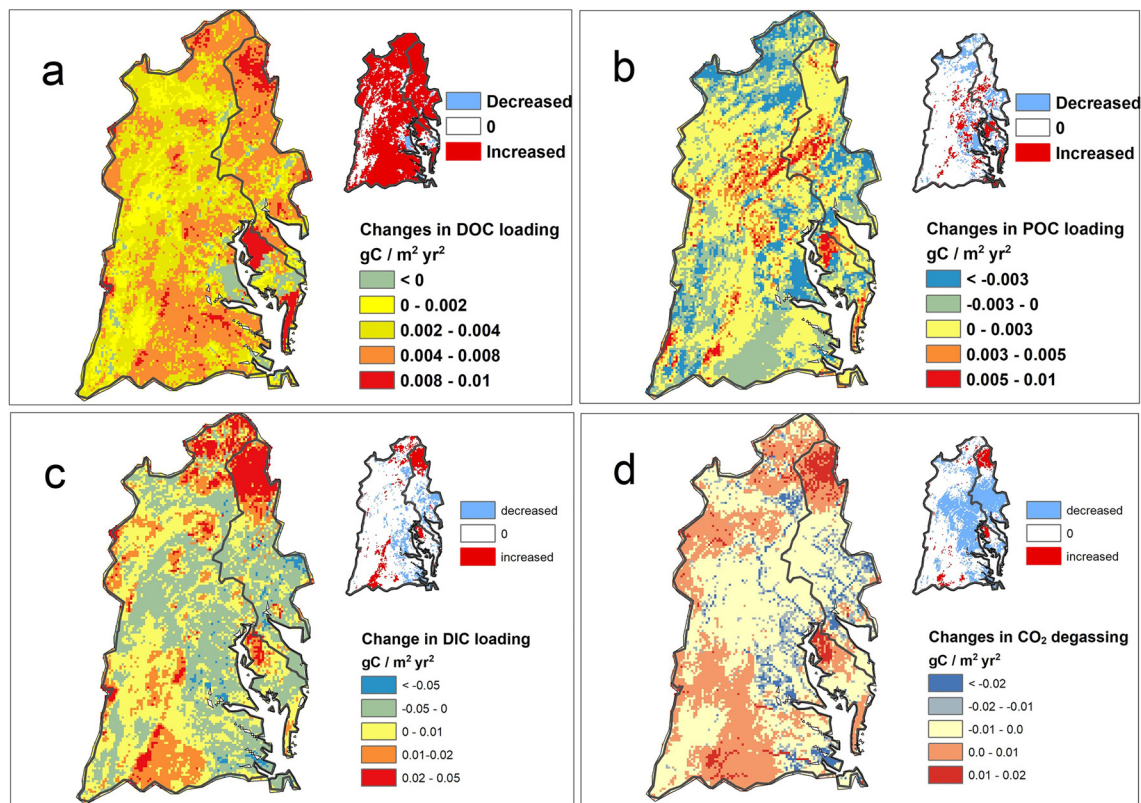 a
Decreased
0
Increased
Changes in DOC loading
gC / m² yr²
< 0
0 - 0.002
0.002 - 0.004
0.004 - 0.008
0.008 - 0.01
b
Decreased
0
Increased
Changes in POC loading
gC / m² yr²
< -0.003
-0.003 - 0
0 - 0.003
0.003 - 0.005
0.005 - 0.01
c
decreased
0
increased
Change in DIC loading
gC / m² yr²
< -0.05
-0.05 - 0
0 - 0.01
0.01-0.02
0.02 - 0.05
d
decreased
0
increased
Changes in CO₂ degassing
gC / m² yr²
< -0.02
-0.02 - -0.01
-0.01 - 0.0
0.0 - 0.01
0.01 - 0.02